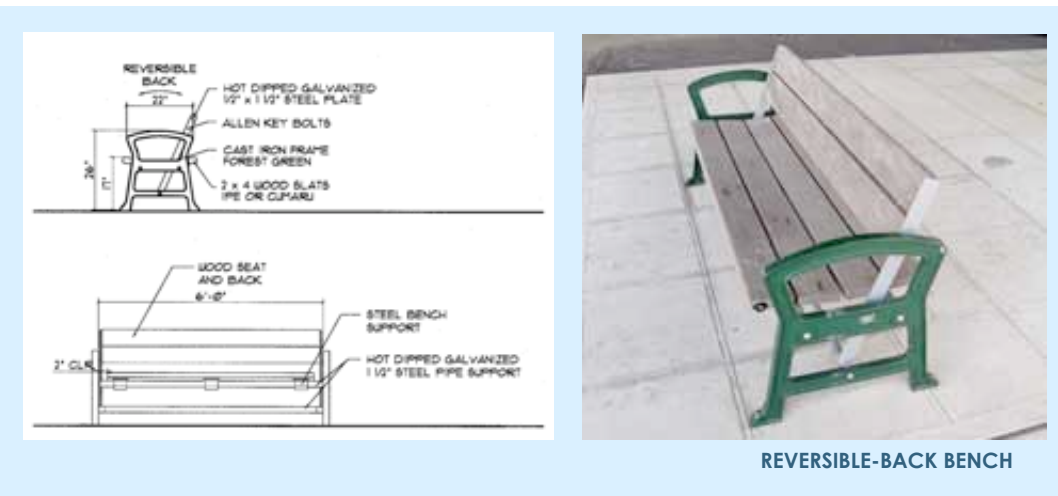 REVERSIBLE
BACK
22"
HOT DIPPED GALVANIZED
1/2" x 1 1/2" STEEL PLATE
ALLEN KEY BOLTS
CAST IRON FRAME
FOREST GREEN
2 x 4 WOOD SLATS
IPE OR CUMARU
26"
17"
WOOD SEAT
AND BACK
6'-0"
STEEL BENCH
SUPPORT
2" CLR
HOT DIPPED GALVANIZED
1 1/2" STEEL PIPE SUPPORT
REVERSIBLE-BACK BENCH